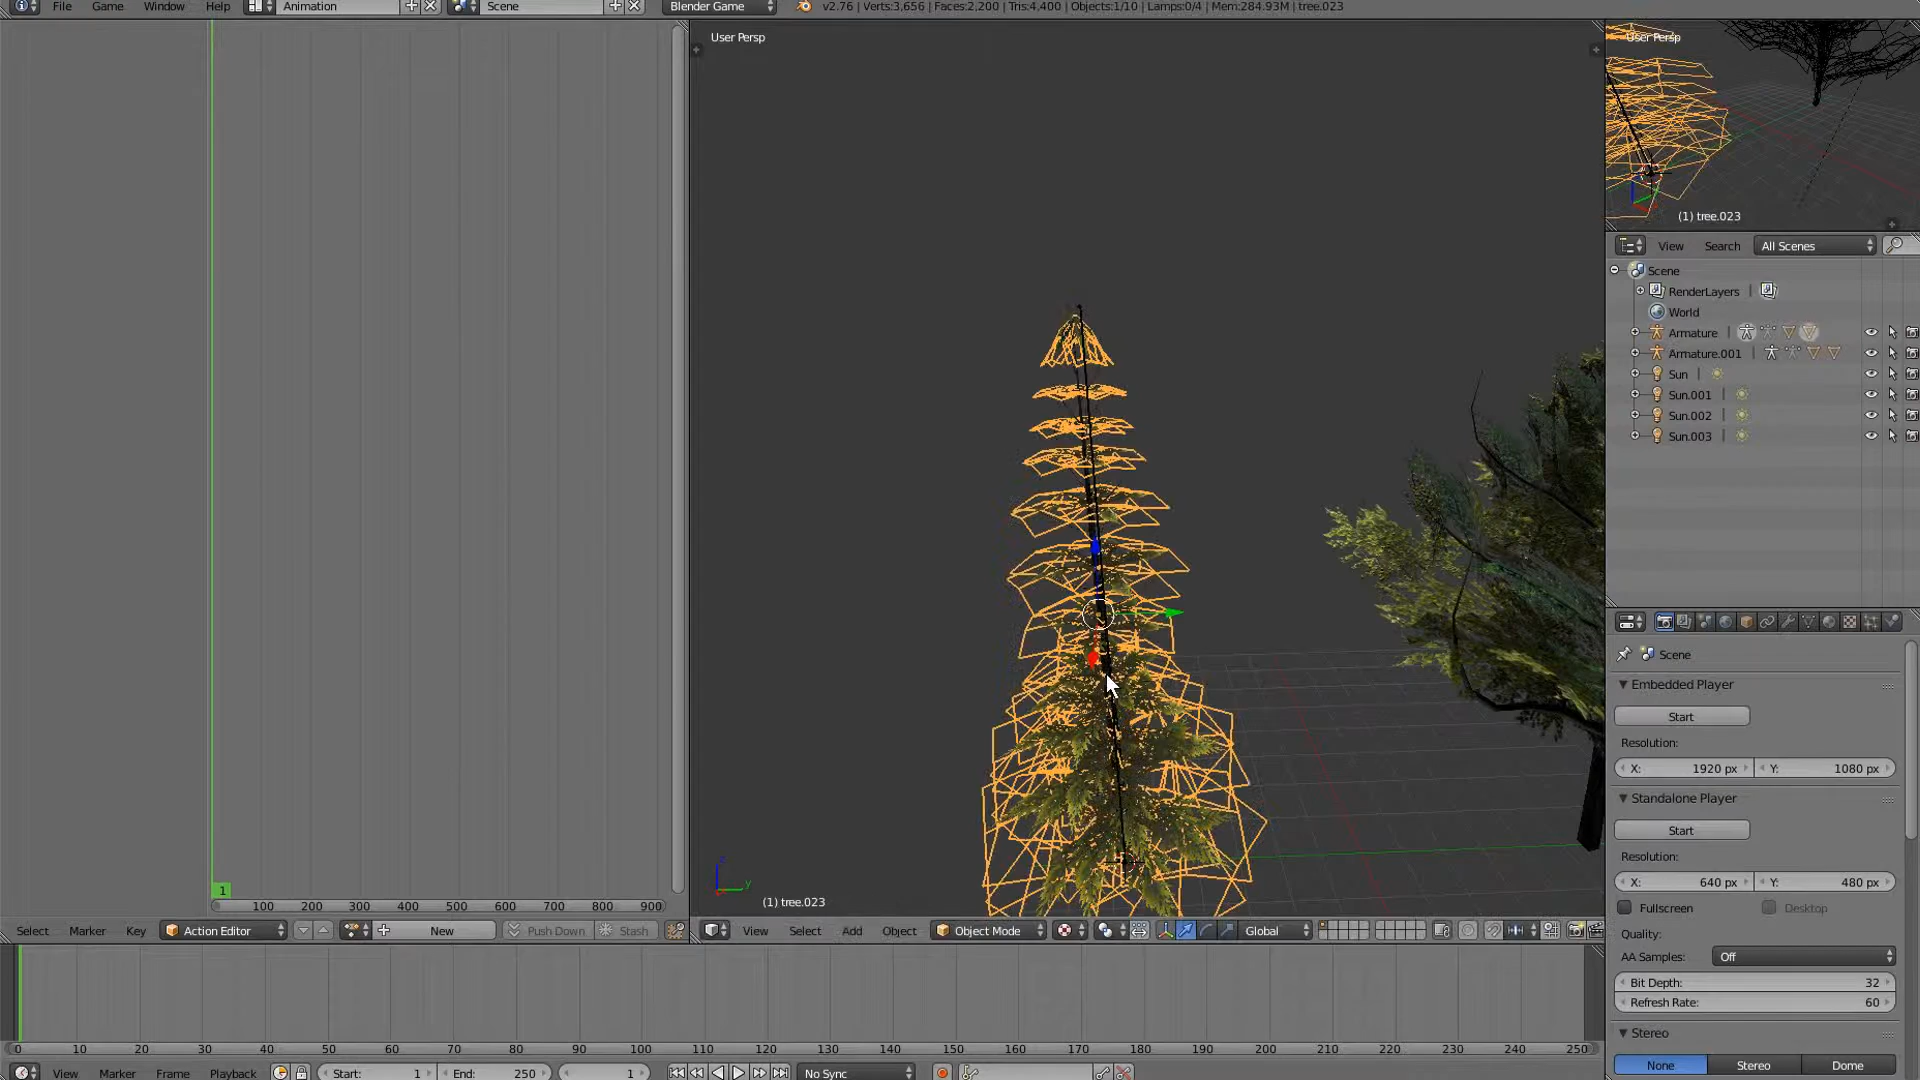 File Game Window Help Animation Scene Blender Game v2.76 | Verts:3,656 | Faces:2,200 | Tris:4,400 | Objects:1/10 | Lamps:0/4 | Mem:284.93M | tree.023
User Persp
User Persp
(1) tree.023
View Search All Scenes
Scene
RenderLayers
World
Armature
Armature.001
Sun
Sun.001
Sun.002
Sun.003
Scene
Embedded Player
Start
Resolution:
X: 1920 px Y: 1080 px
Standalone Player
Start
Resolution:
X: 640 px Y: 480 px
Fullscreen Desktop
Quality:
AA Samples: Off
Bit Depth: 32
Refresh Rate: 60
Stereo
None Stereo Dome
1
100 200 300 400 500 600 700 800 900
z
y
(1) tree.023
Select Marker Key Action Editor New Push Down Stash
View Select Add Object Object Mode Global
0 10 20 30 40 50 60 70 80 90 100 110 120 130 140 150 160 170 180 190 200 210 220 230 240 250
View Marker Frame Playback Start: 1 End: 250 1 No Sync